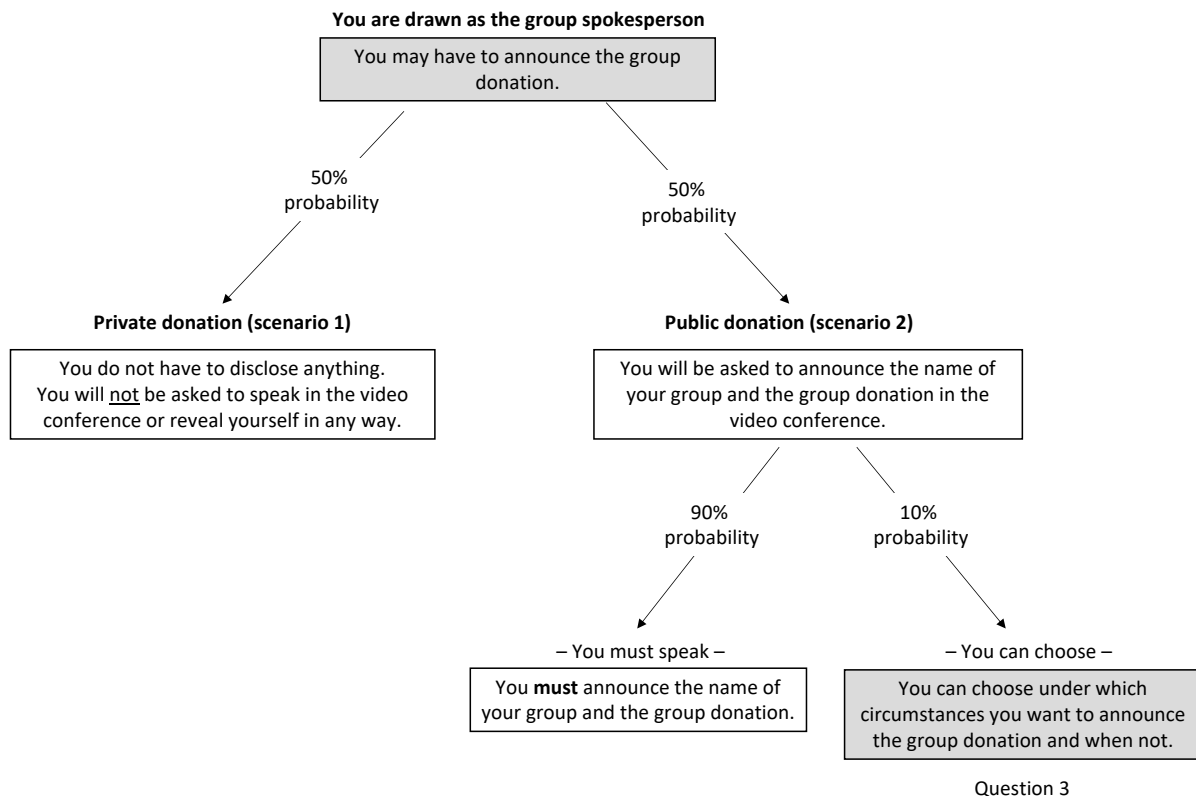 You are drawn as the group spokesperson
You may have to announce the group
donation.
50%
probability
50%
probability
Private donation (scenario 1)
You do not have to disclose anything.
You will not be asked to speak in the video
conference or reveal yourself in any way.
Public donation (scenario 2)
You will be asked to announce the name of
your group and the group donation in the
video conference.
90%
probability
10%
probability
– You must speak –
You must announce the name of
your group and the group donation.
– You can choose –
You can choose under which
circumstances you want to announce
the group donation and when not.
Question 3